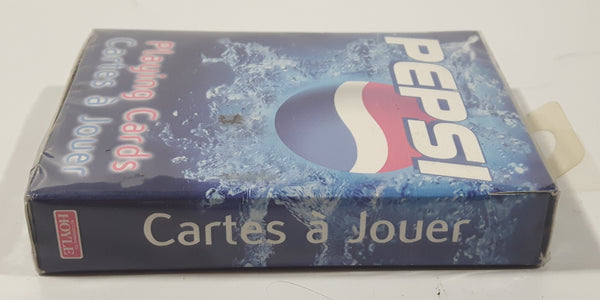 PEPSI
Playing Cards
Cartes à Jouer
HOYLE
Cartes à Jouer